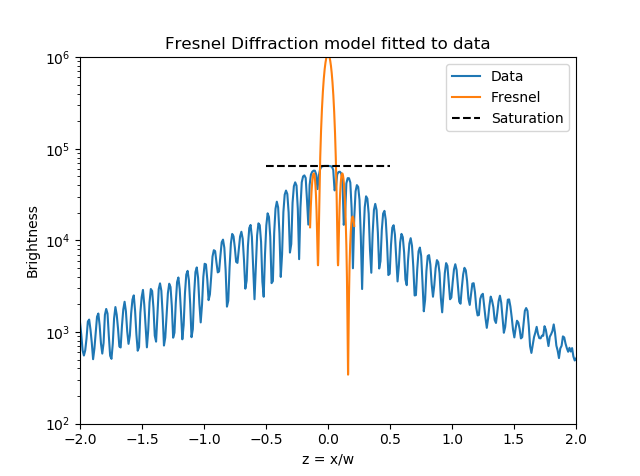 Fresnel Diffraction model fitted to data
10^6
10^5
10^4
10^3
10^2
Brightness
Data
Fresnel
Saturation
−2.0 −1.5 −1.0 −0.5 0.0 0.5 1.0 1.5 2.0
z = x/w